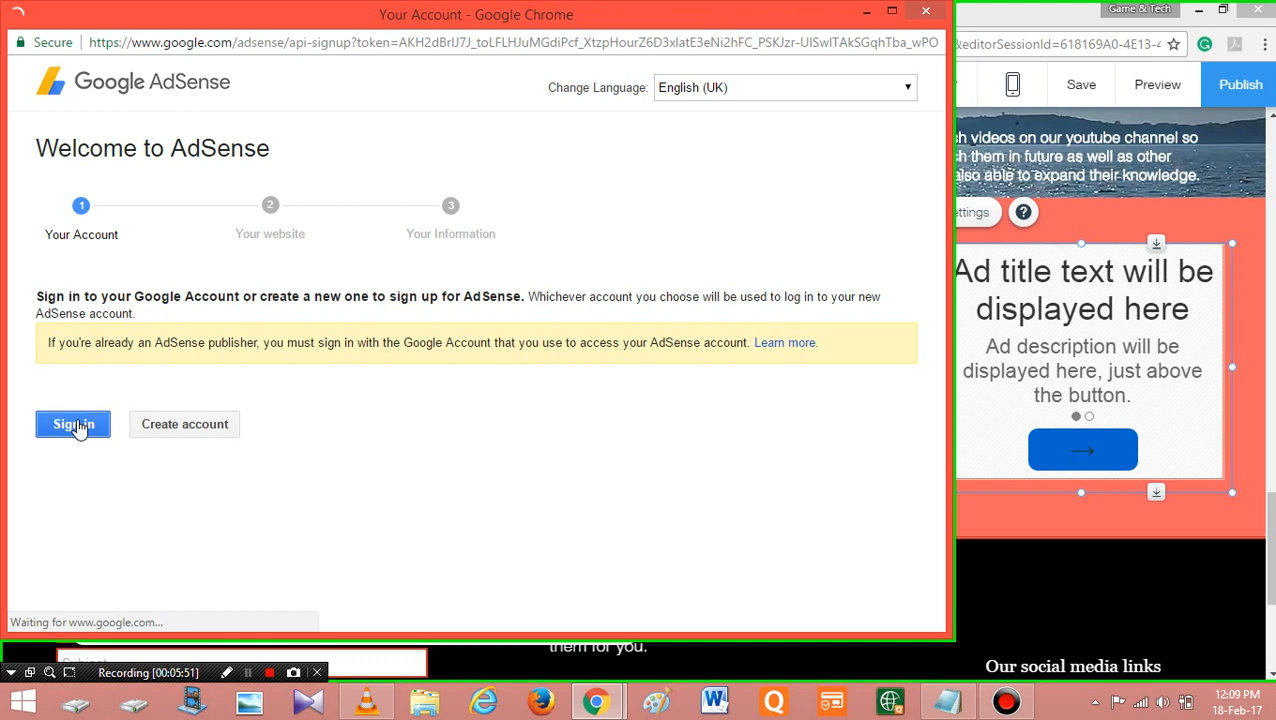 Your Account - Google Chrome
Game & Tech
Secure https://www.google.com/adsense/api-signup?token=AKH2dBrIJ7J_toLFLHJuMGdiPcf_XtzpHourZ6D3xlatE3eNi2hFC_PSKJzr-UISwITAkSGqhTba_wPO
&editorSessionId=618169A0-4E13-4
Google AdSense
Change Language: English (UK)
Save Preview Publish
Welcome to AdSense
ch videos on our youtube channel so
ch them in future as well as other
also able to expand their knowledge.
1 2 3
Your Account Your website Your Information
ettings ?
Sign in to your Google Account or create a new one to sign up for AdSense. Whichever account you choose will be used to log in to your new
AdSense account.
If you're already an AdSense publisher, you must sign in with the Google Account that you use to access your AdSense account. Learn more.
Ad title text will be
displayed here
Ad description will be
displayed here, just above
the button.
Sign in Create account
Waiting for www.google.com...
them for you.
Subject
Our social media links
Recording [00:05:51]
12:09 PM
18-Feb-17